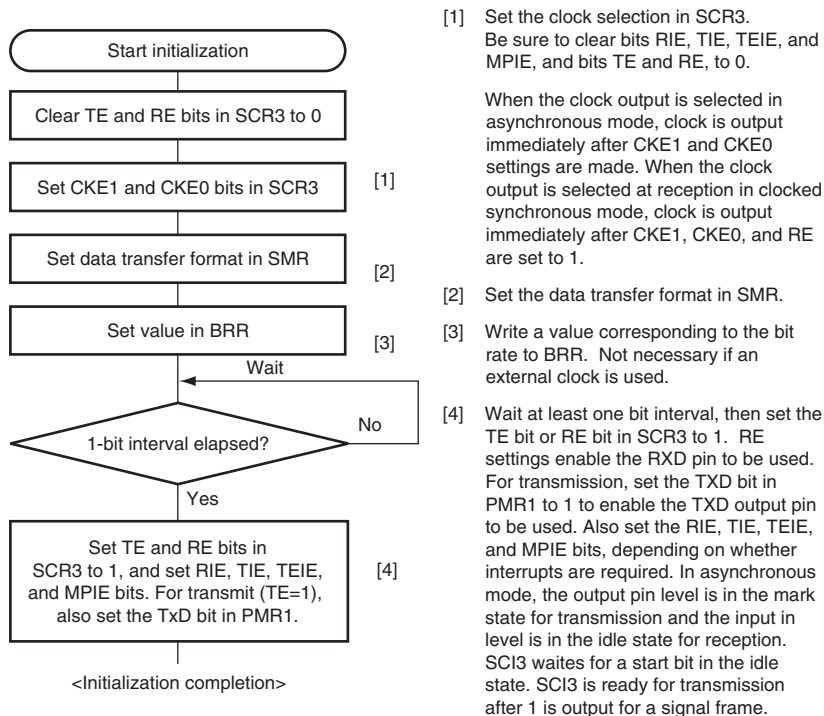 Start initialization
Clear TE and RE bits in SCR3 to 0
Set CKE1 and CKE0 bits in SCR3
[1]
Set data transfer format in SMR
[2]
Set value in BRR
[3]
Wait
1-bit interval elapsed?
No
Yes
Set TE and RE bits in
SCR3 to 1, and set RIE, TIE, TEIE,
and MPIE bits. For transmit (TE=1),
also set the TxD bit in PMR1.
[4]
<Initialization completion>
[1] Set the clock selection in SCR3.
Be sure to clear bits RIE, TIE, TEIE, and
MPIE, and bits TE and RE, to 0.
When the clock output is selected in
asynchronous mode, clock is output
immediately after CKE1 and CKE0
settings are made. When the clock
output is selected at reception in clocked
synchronous mode, clock is output
immediately after CKE1, CKE0, and RE
are set to 1.
[2] Set the data transfer format in SMR.
[3] Write a value corresponding to the bit
rate to BRR. Not necessary if an
external clock is used.
[4] Wait at least one bit interval, then set the
TE bit or RE bit in SCR3 to 1. RE
settings enable the RXD pin to be used.
For transmission, set the TXD bit in
PMR1 to 1 to enable the TXD output pin
to be used. Also set the RIE, TIE, TEIE,
and MPIE bits, depending on whether
interrupts are required. In asynchronous
mode, the output pin level is in the mark
state for transmission and the input in
level is in the idle state for reception.
SCI3 waites for a start bit in the idle
state. SCI3 is ready for transmission
after 1 is output for a signal frame.